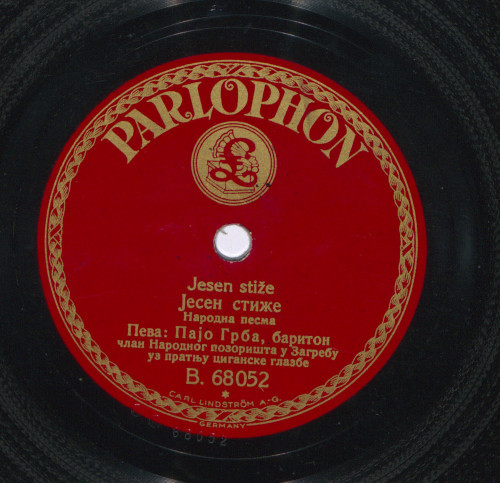 PARLOPHON
£
Jesen stiže
Јесен стиже
Народна песма
Пева: Пајо Грба, баритон
члан Народног позоришта у Загребу
уз пратњу циганске глазбе
B. 68052
*
CARL LINDSTRÖM A-G.
GERMANY
68052